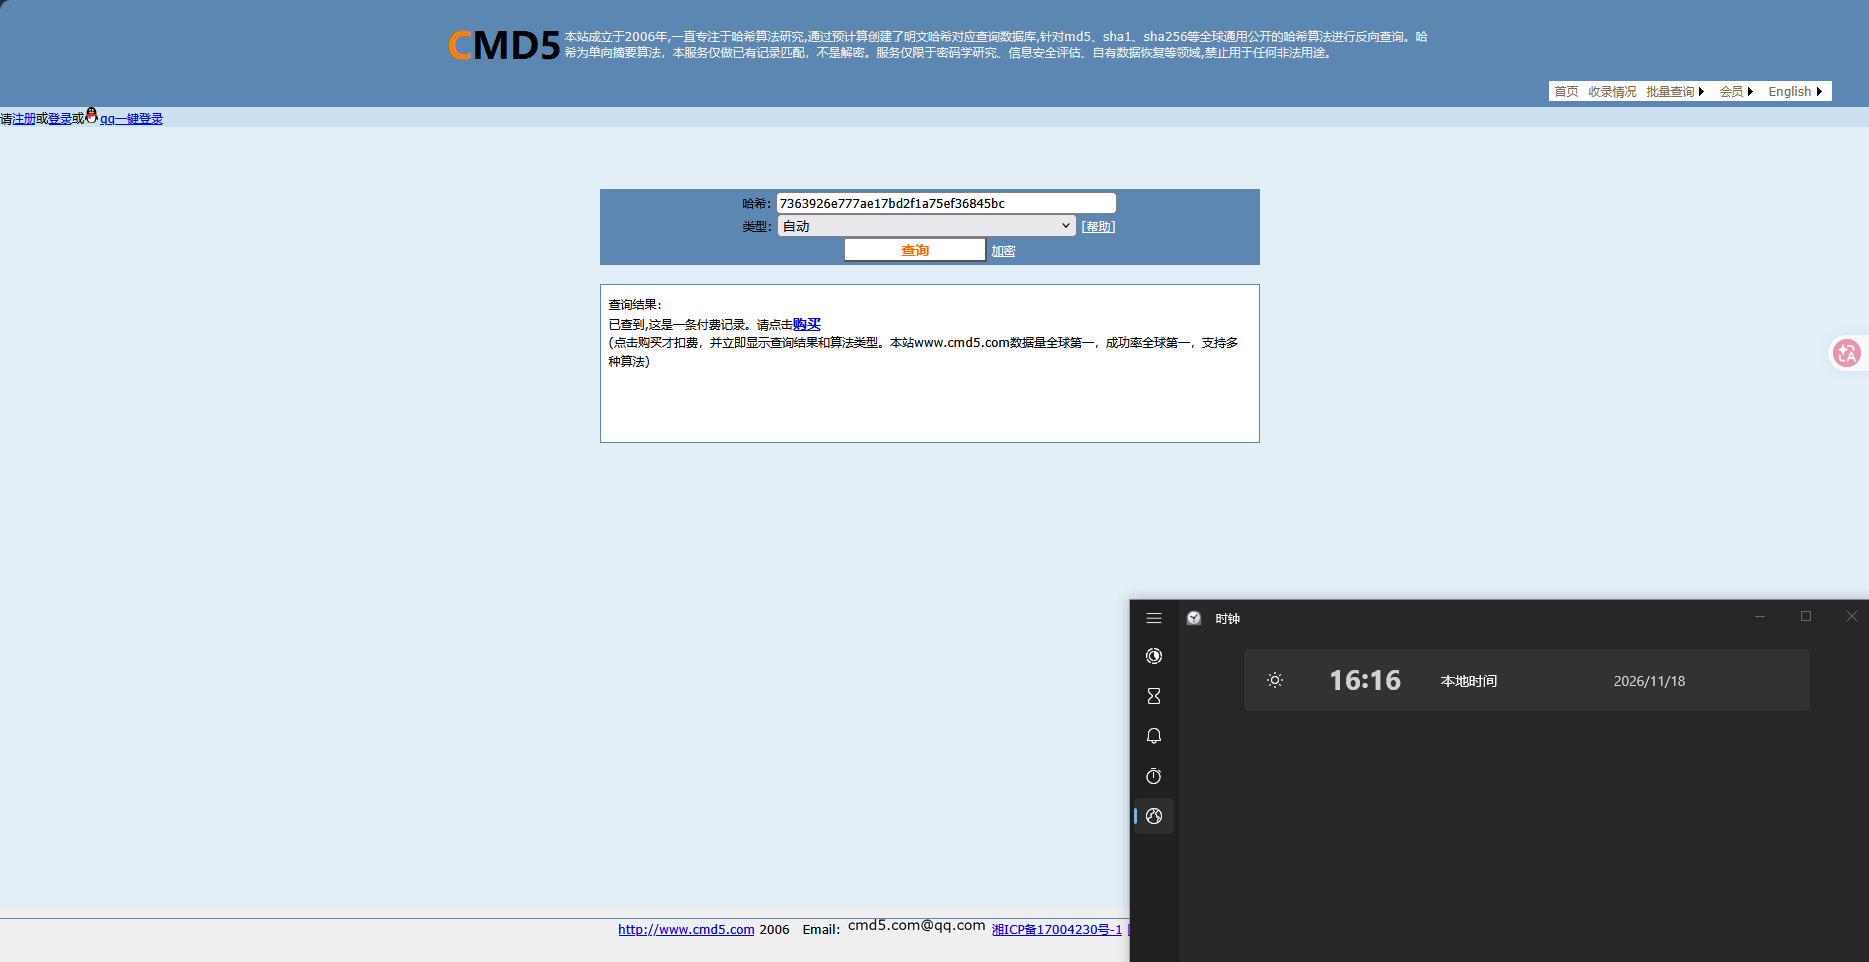 CMD5
本站成立于2006年,一直专注于哈希算法研究,通过预计算创建了明文哈希对应查询数据库,针对md5、sha1、sha256等全球通用公开的哈希算法进行反向查询。哈
希为单向摘要算法，本服务仅做已有记录匹配，不是解密。服务仅限于密码学研究、信息安全评估、自有数据恢复等领域,禁止用于任何非法用途。
首页 收录情况 批量查询 会员 English
请注册或登录或qq一键登录
哈希: 7363926e777ae17bd2f1a75ef36845bc
类型: 自动 [帮助]
查询 加密
查询结果:
已查到,这是一条付费记录。请点击购买
(点击购买才扣费，并立即显示查询结果和算法类型。本站www.cmd5.com数据量全球第一，成功率全球第一，支持多
种算法)
时钟
16:16 本地时间 2026/11/18
http://www.cmd5.com 2006 Email: cmd5.com@qq.com 湘ICP备17004230号-1